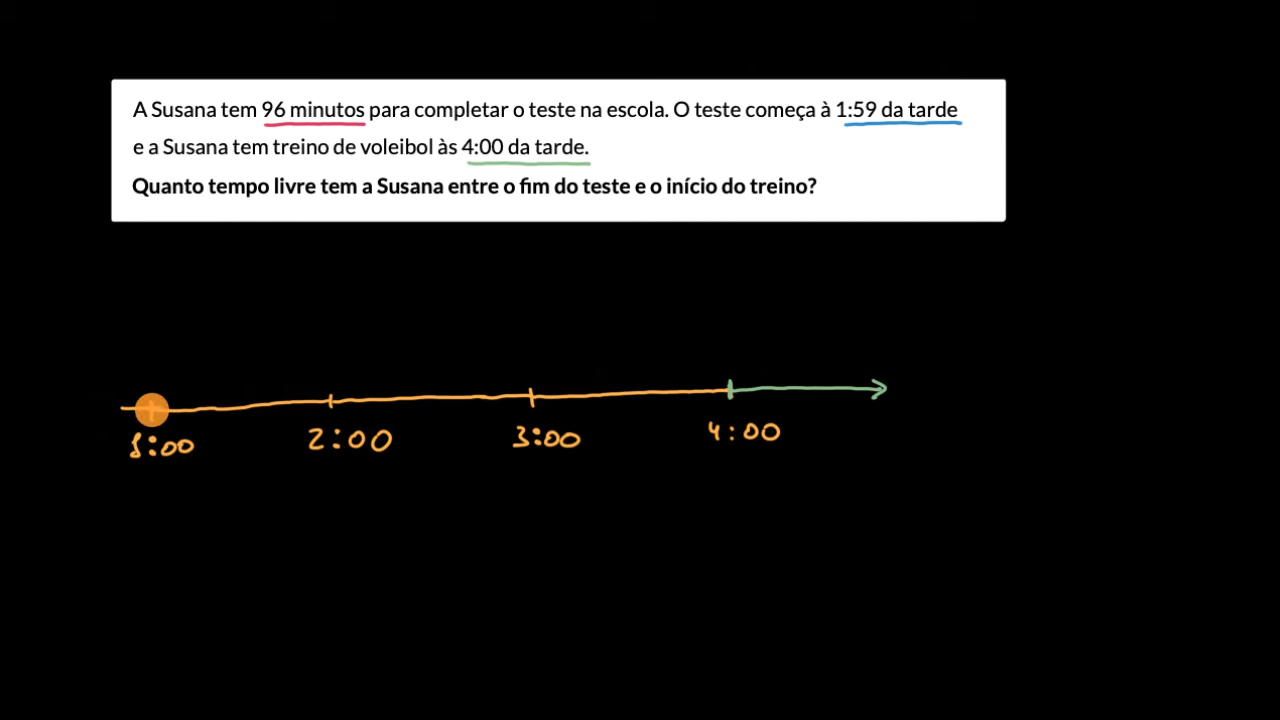 A Susana tem 96 minutos para completar o teste na escola. O teste começa à 1:59 da tarde
e a Susana tem treino de voleibol às 4:00 da tarde.
Quanto tempo livre tem a Susana entre o fim do teste e o início do treino?
1:00 2:00 3:00 4:00